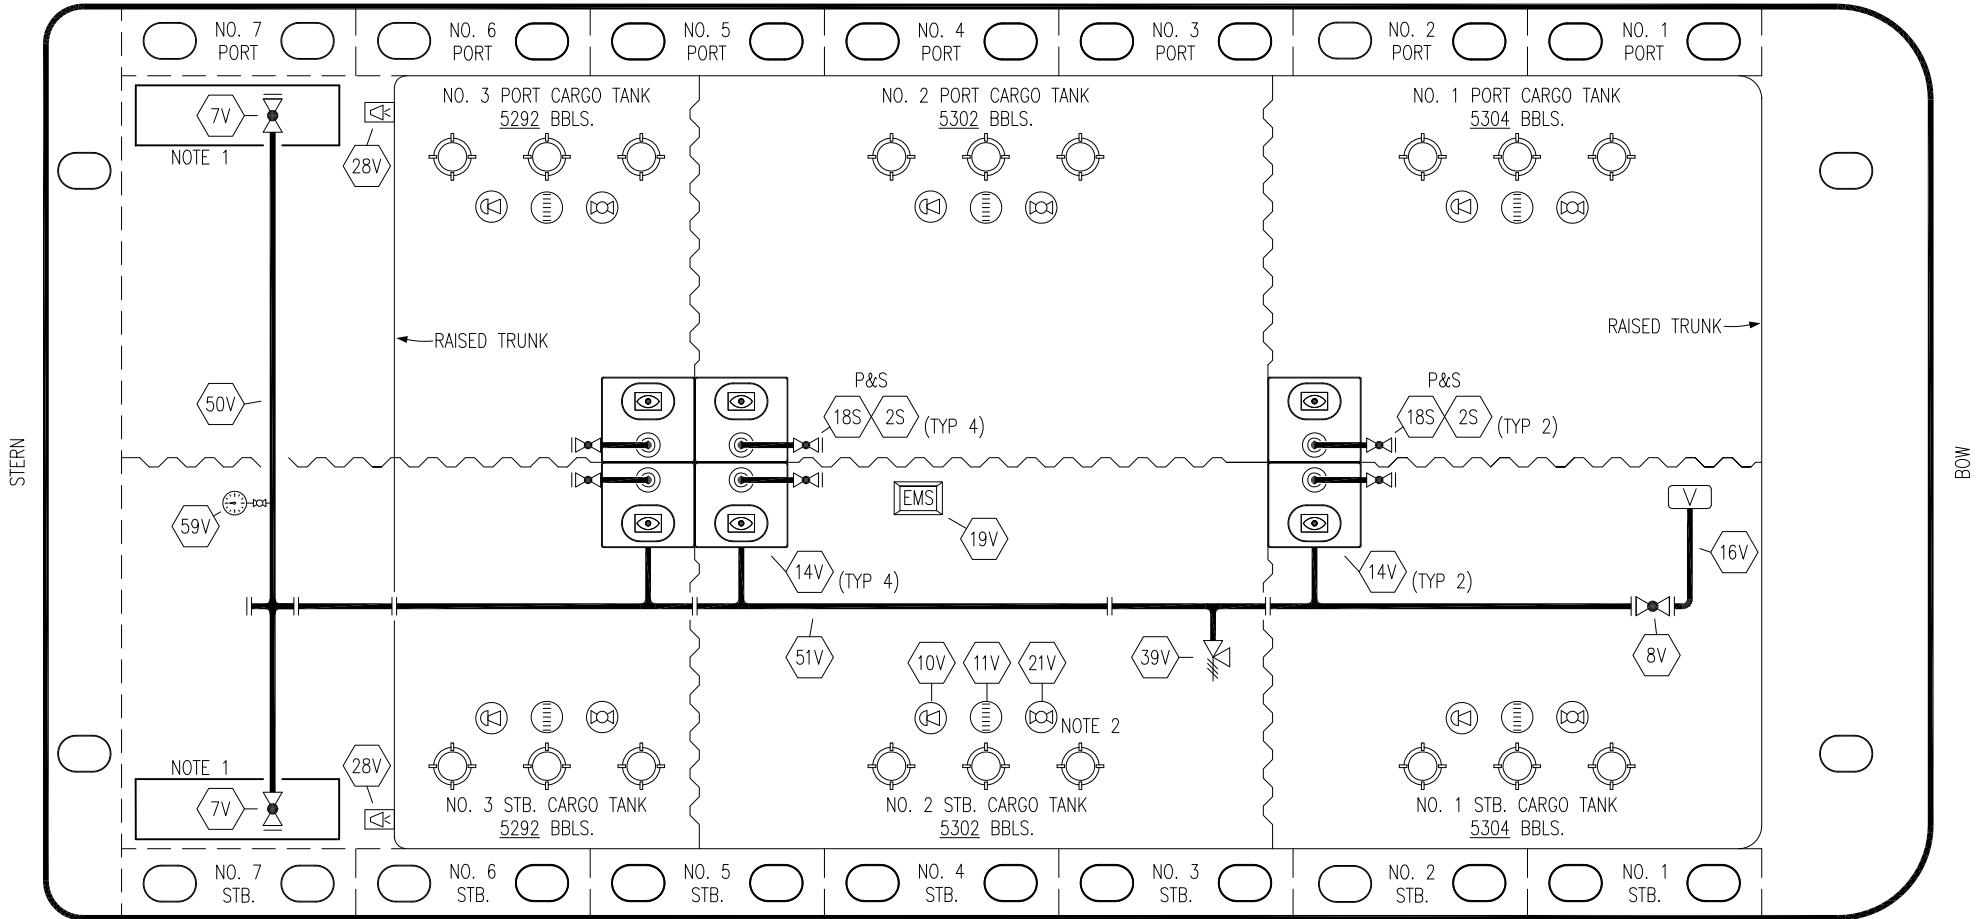 NO. 7
PORT
NO. 6
PORT
NO. 5
PORT
NO. 4
PORT
NO. 3
PORT
NO. 2
PORT
NO. 1
PORT
NO. 3 PORT CARGO TANK
5292 BBLS.
NO. 2 PORT CARGO TANK
5302 BBLS.
NO. 1 PORT CARGO TANK
5304 BBLS.
7V
NOTE 1
28V
RAISED TRUNK
RAISED TRUNK
50V
P&S
18S
2S
(TYP 4)
P&S
18S
2S
(TYP 2)
STERN
BOW
59V
EMS
19V
V
16V
14V
(TYP 4)
14V
(TYP 2)
51V
10V
11V
21V
39V
8V
NOTE 2
NOTE 1
28V
7V
NO. 3 STB. CARGO TANK
5292 BBLS.
NO. 2 STB. CARGO TANK
5302 BBLS.
NO. 1 STB. CARGO TANK
5304 BBLS.
NO. 7
STB.
NO. 6
STB.
NO. 5
STB.
NO. 4
STB.
NO. 3
STB.
NO. 2
STB.
NO. 1
STB.